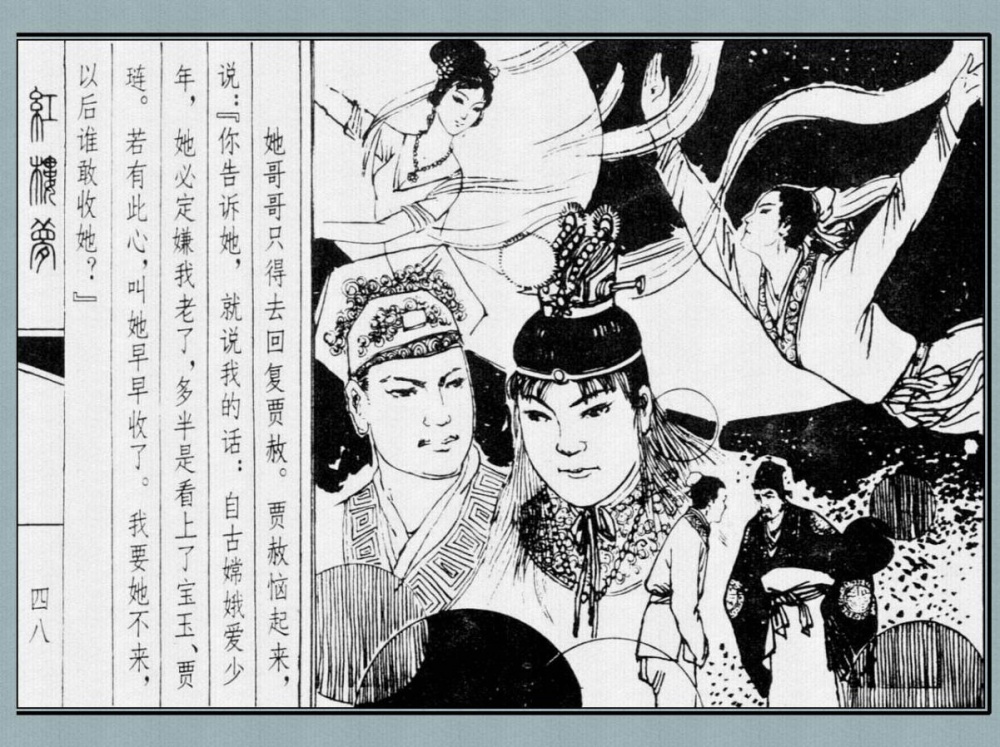 她哥哥只得去回复贾赦。贾赦恼起来，
说：『你告诉她，就说我的话：自古嫦娥爱少
年，她必定嫌我老了，多半是看上了宝玉、贾
琏。若有此心，叫她早早收了。我要她不来，
以后谁敢收她？』
紅樓夢
四八